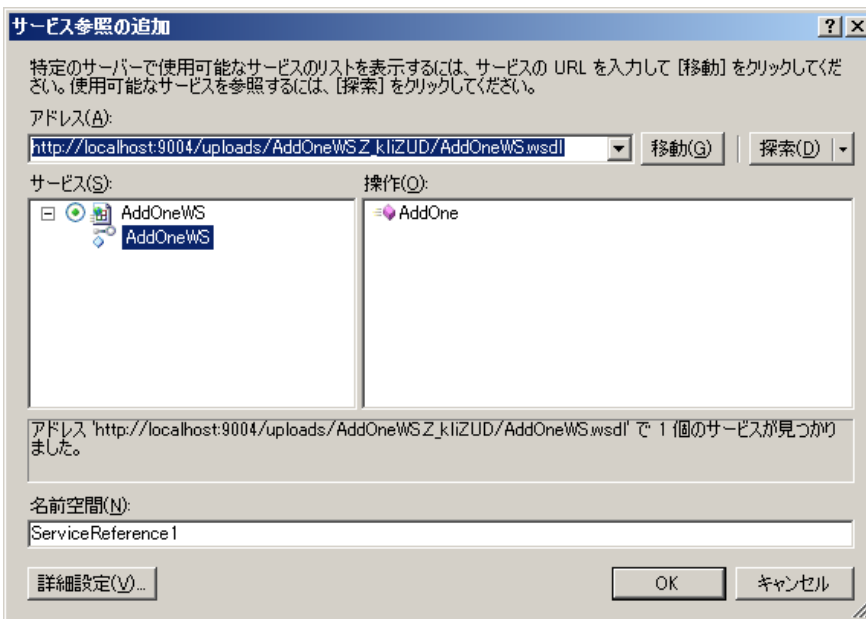 サービス参照の追加
特定のサーバーで使用可能なサービスのリストを表示するには、サービスの URL を入力して [移動] をクリックしてくだ
さい。使用可能なサービスを参照するには、[探索] をクリックしてください。
アドレス(A):
http://localhost:9004/uploads/AddOneWSZ_kIiZUD/AddOneWS.wsdl 移動(G) 探索(D)
サービス(S): 操作(O):
AddOneWS AddOne
AddOneWS
アドレス 'http://localhost:9004/uploads/AddOneWSZ_kIiZUD/AddOneWS.wsdl' で 1 個のサービスが見つかり
ました。
名前空間(N):
ServiceReference1
詳細設定(V)... OK キャンセル